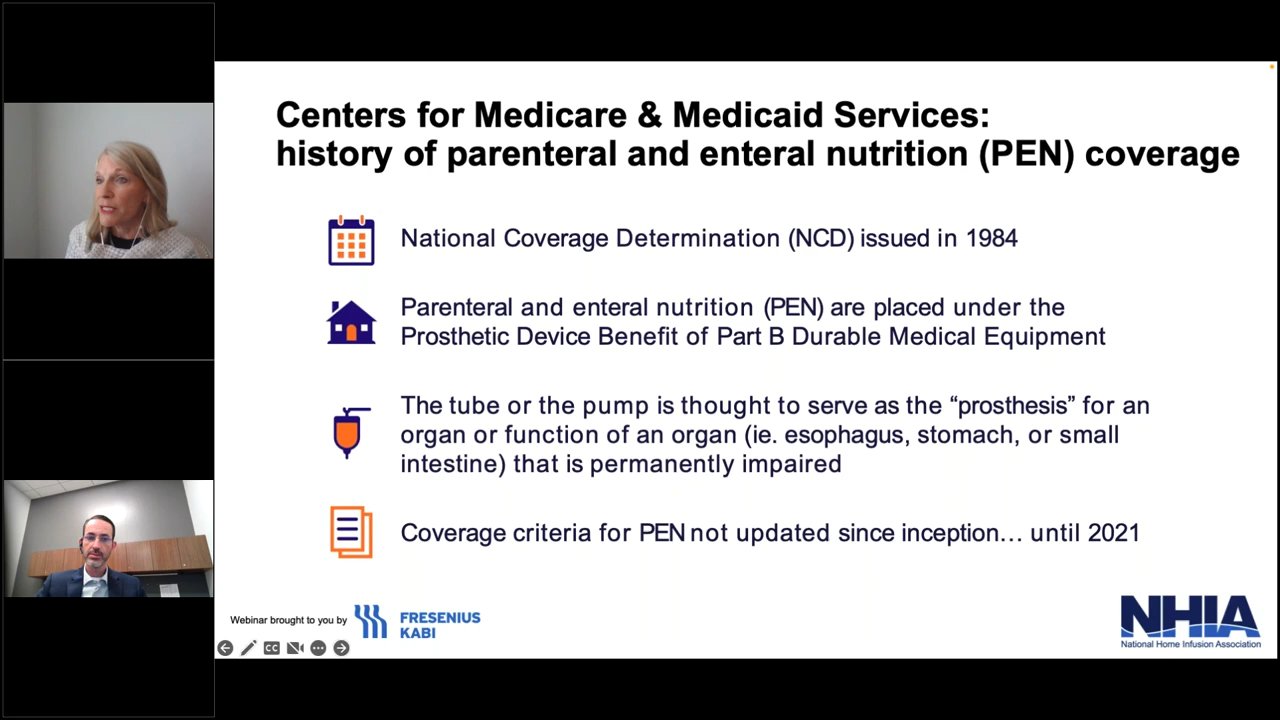 Centers for Medicare & Medicaid Services:
history of parenteral and enteral nutrition (PEN) coverage
National Coverage Determination (NCD) issued in 1984
Parenteral and enteral nutrition (PEN) are placed under the
Prosthetic Device Benefit of Part B Durable Medical Equipment
The tube or the pump is thought to serve as the “prosthesis” for an
organ or function of an organ (ie. esophagus, stomach, or small
intestine) that is permanently impaired
Coverage criteria for PEN not updated since inception… until 2021
Webinar brought to you by
FRESENIUS
KABI
CC
NHIA
National Home Infusion Association